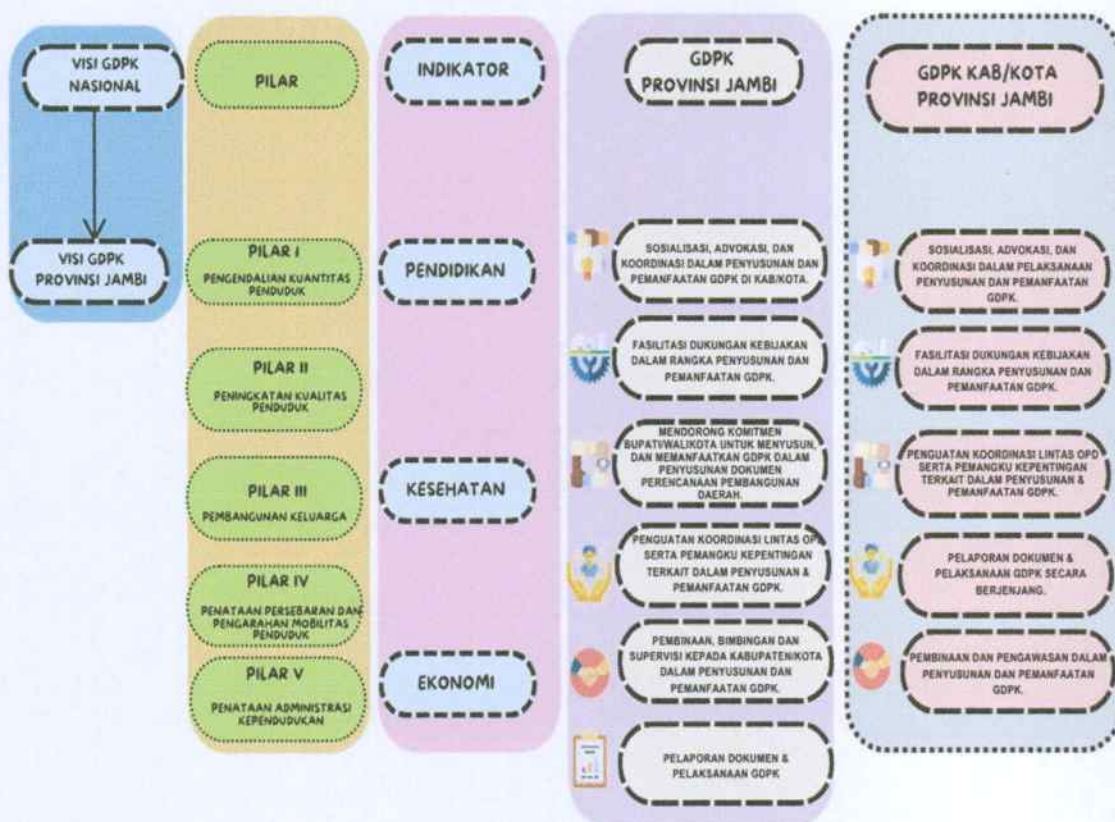 VISI GDPK
NASIONAL
VISI GDPK
PROVINSI JAMBI
PILAR
PILAR I
PENGENDALIAN KUANTITAS
PENDUDUK
PILAR II
PENINGKATAN KUALITAS
PENDUDUK
PILAR III
PEMBANGUNAN KELUARGA
PILAR IV
PENATAAN PERSEBARAN DAN
PENGARAHAN MOBILITAS
PENDUDUK
PILAR V
PENATAAN ADMINISTRASI
KEPENDUDUKAN
INDIKATOR
PENDIDIKAN
KESEHATAN
EKONOMI
GDPK
PROVINSI JAMBI
SOSIALISASI, ADVOKASI, DAN
KOORDINASI DALAM PENYUSUNAN DAN
PEMANFAATAN GDPK DI KAB/KOTA.
FASILITASI DUKUNGAN KEBIJAKAN
DALAM RANGKA PENYUSUNAN DAN
PEMANFAATAN GDPK.
MENDORONG KOMITMEN
BUPATI/WALIKOTA UNTUK MENYUSUN,
DAN MEMANFAATKAN GDPK DALAM
PENYUSUNAN DOKUMEN
PERENCANAAN PEMBANGUNAN
DAERAH.
PENGUATAN KOORDINASI LINTAS OPD
SERTA PEMANGKU KEPENTINGAN
TERKAIT DALAM PENYUSUNAN &
PEMANFAATAN GDPK.
PEMBINAAN, BIMBINGAN DAN
SUPERVISI KEPADA KABUPATEN/KOTA
DALAM PENYUSUNAN DAN
PEMANFAATAN GDPK.
PELAPORAN DOKUMEN &
PELAKSANAAN GDPK
GDPK KAB/KOTA
PROVINSI JAMBI
SOSIALISASI, ADVOKASI, DAN
KOORDINASI DALAM PELAKSANAAN
PENYUSUNAN DAN PEMANFAATAN
GDPK.
FASILITASI DUKUNGAN KEBIJAKAN
DALAM RANGKA PENYUSUNAN DAN
PEMANFAATAN GDPK.
PENGUATAN KOORDINASI LINTAS OPD
SERTA PEMANGKU KEPENTINGAN
TERKAIT DALAM PENYUSUNAN &
PEMANFAATAN GDPK.
PELAPORAN DOKUMEN &
PELAKSANAAN GDPK SECARA
BERJENJANG.
PEMBINAAN DAN PENGAWASAN DALAM
PENYUSUNAN DAN PEMANFAATAN
GDPK.